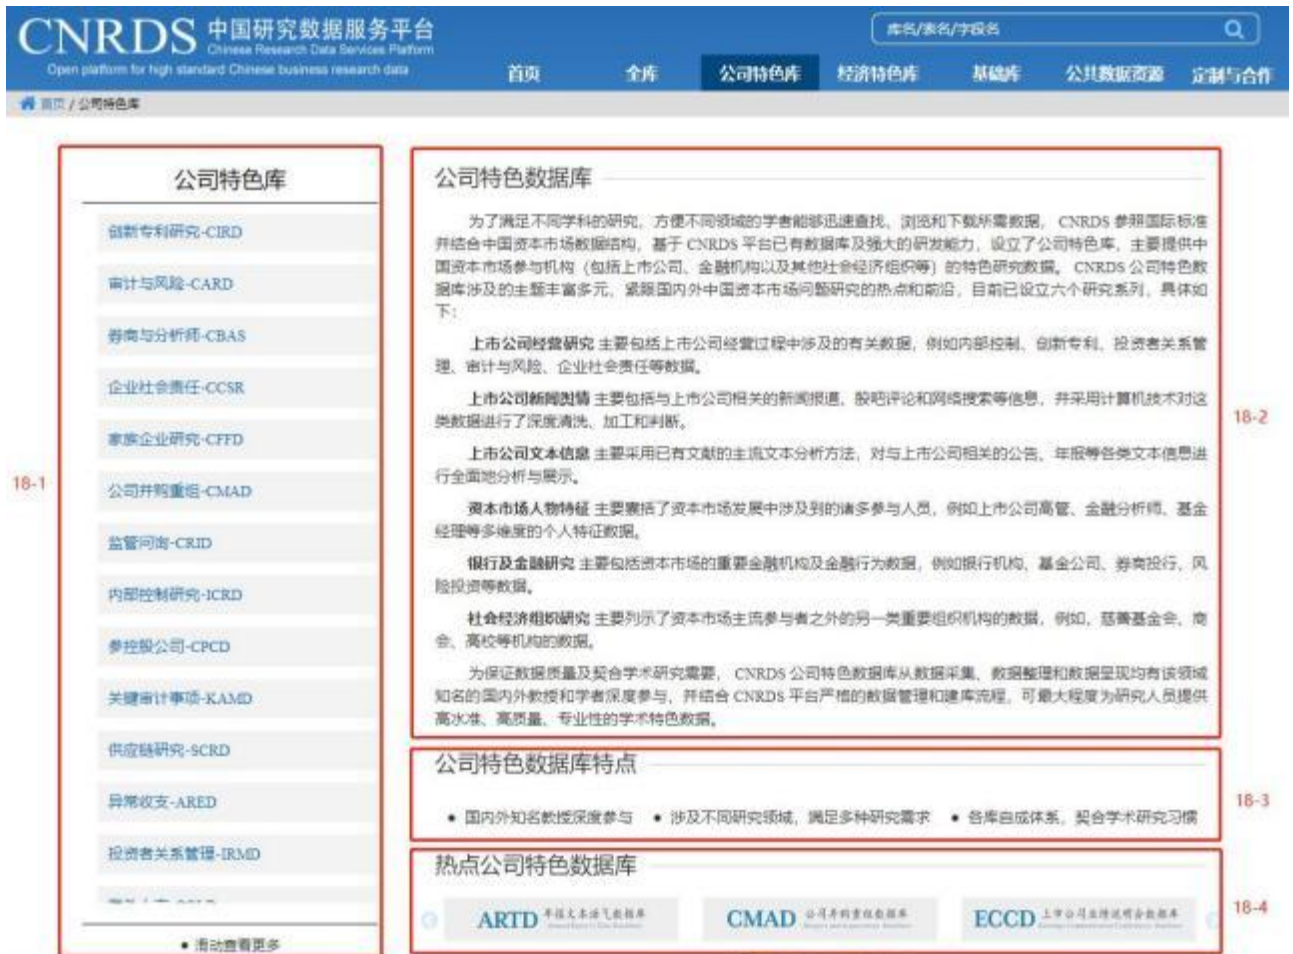 CNRDS 中国研究数据服务平台
Chinese Research Data Services Platform
Open platform for high standard Chinese business research data
库名/表名/字段名
首页 全库 公司特色库 经济特色库 基础库 公共数据资源 定制与合作
首页 / 公司特色库
18-1
公司特色库
创新专利研究-CIRD
审计与风险-CARD
券商与分析师-CBAS
企业社会责任-CCSR
家族企业研究-CFFD
公司并购重组-CMAD
监管问询-CRID
内部控制研究-ICRD
参控股公司-CPCD
关键审计事项-KAMD
供应链研究-SCRD
异常收支-ARED
投资者关系管理-IRMD
• 滑动查看更多
公司特色数据库
为了满足不同学科的研究，方便不同领域的学者能够迅速查找、浏览和下载所需数据， CNRDS 参照国际标准
并结合中国资本市场数据结构，基于 CNRDS 平台已有数据库及强大的研发能力，设立了公司特色库，主要提供中
国资本市场参与机构（包括上市公司、金融机构以及其他社会经济组织等）的特色研究数据。 CNRDS 公司特色数
据库涉及的主题丰富多元，紧跟国内外中国资本市场问题研究的热点和前沿，目前已设立六个研究系列，具体如
下：
上市公司经营研究 主要包括上市公司经营过程中涉及的有关数据，例如内部控制、创新专利、投资者关系管
理、审计与风险、企业社会责任等数据。
上市公司新闻舆情 主要包括与上市公司相关的新闻报道、股吧评论和网络搜索等信息，并采用计算机技术对这
类数据进行了深度清洗、加工和判断。
上市公司文本信息 主要采用已有文献的主流文本分析方法，对与上市公司相关的公告、年报等各类文本信息进
行全面地分析与展示。
资本市场人物特征 主要囊括了资本市场发展中涉及到的诸多参与人员，例如上市公司高管、金融分析师、基金
经理等多维度的个人特征数据。
银行及金融研究 主要包括资本市场的重要金融机构及金融行为数据，例如银行机构、基金公司、券商投行、风
险投资等数据。
社会经济组织研究 主要列示了资本市场主流参与者之外的另一类重要组织机构的数据，例如，慈善基金会、商
会、高校等机构的数据。
为保证数据质量及契合学术研究需要， CNRDS 公司特色数据库从数据采集、数据整理和数据呈现均有该领域
知名的国内外教授和学者深度参与，并结合 CNRDS 平台严格的数据管理和建库流程，可最大程度为研究人员提供
高水准、高质量、专业性的学术特色数据。
18-2
公司特色数据库特点
• 国内外知名教授深度参与 • 涉及不同研究领域，满足多种研究需求 • 各库自成体系，契合学术研究习惯
18-3
热点公司特色数据库
ARTD 年报文本语气数据库
CMAD 公司并购重组数据库
ECCD 上市公司业绩说明会数据库
18-4